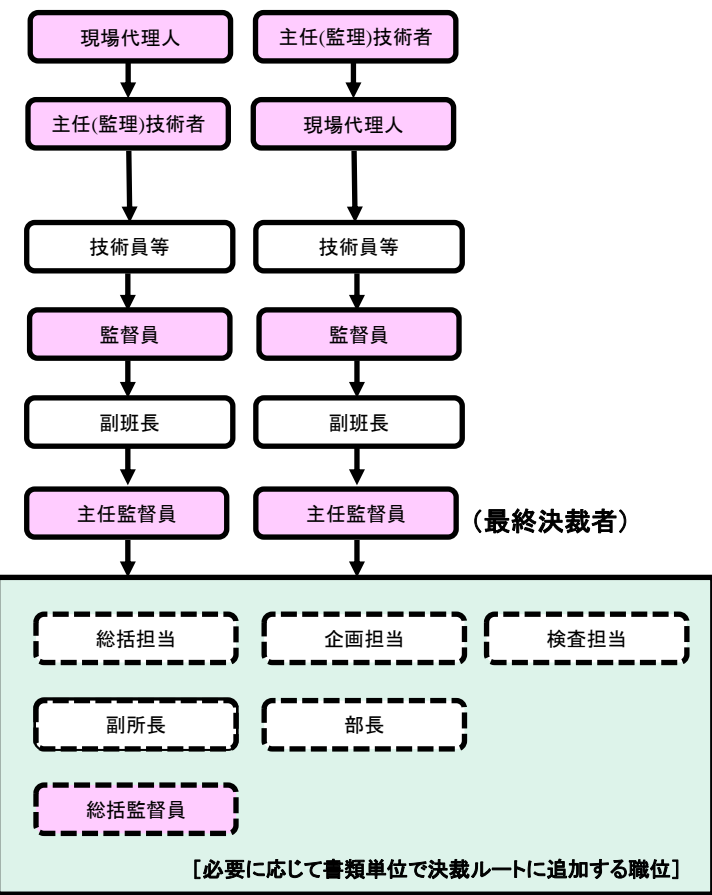 現場代理人
主任(監理)技術者
主任(監理)技術者
現場代理人
技術員等
技術員等
監督員
監督員
副班長
副班長
主任監督員
主任監督員
（最終決裁者）
総括担当
企画担当
検査担当
副所長
部長
総括監督員
［必要に応じて書類単位で決裁ルートに追加する職位］